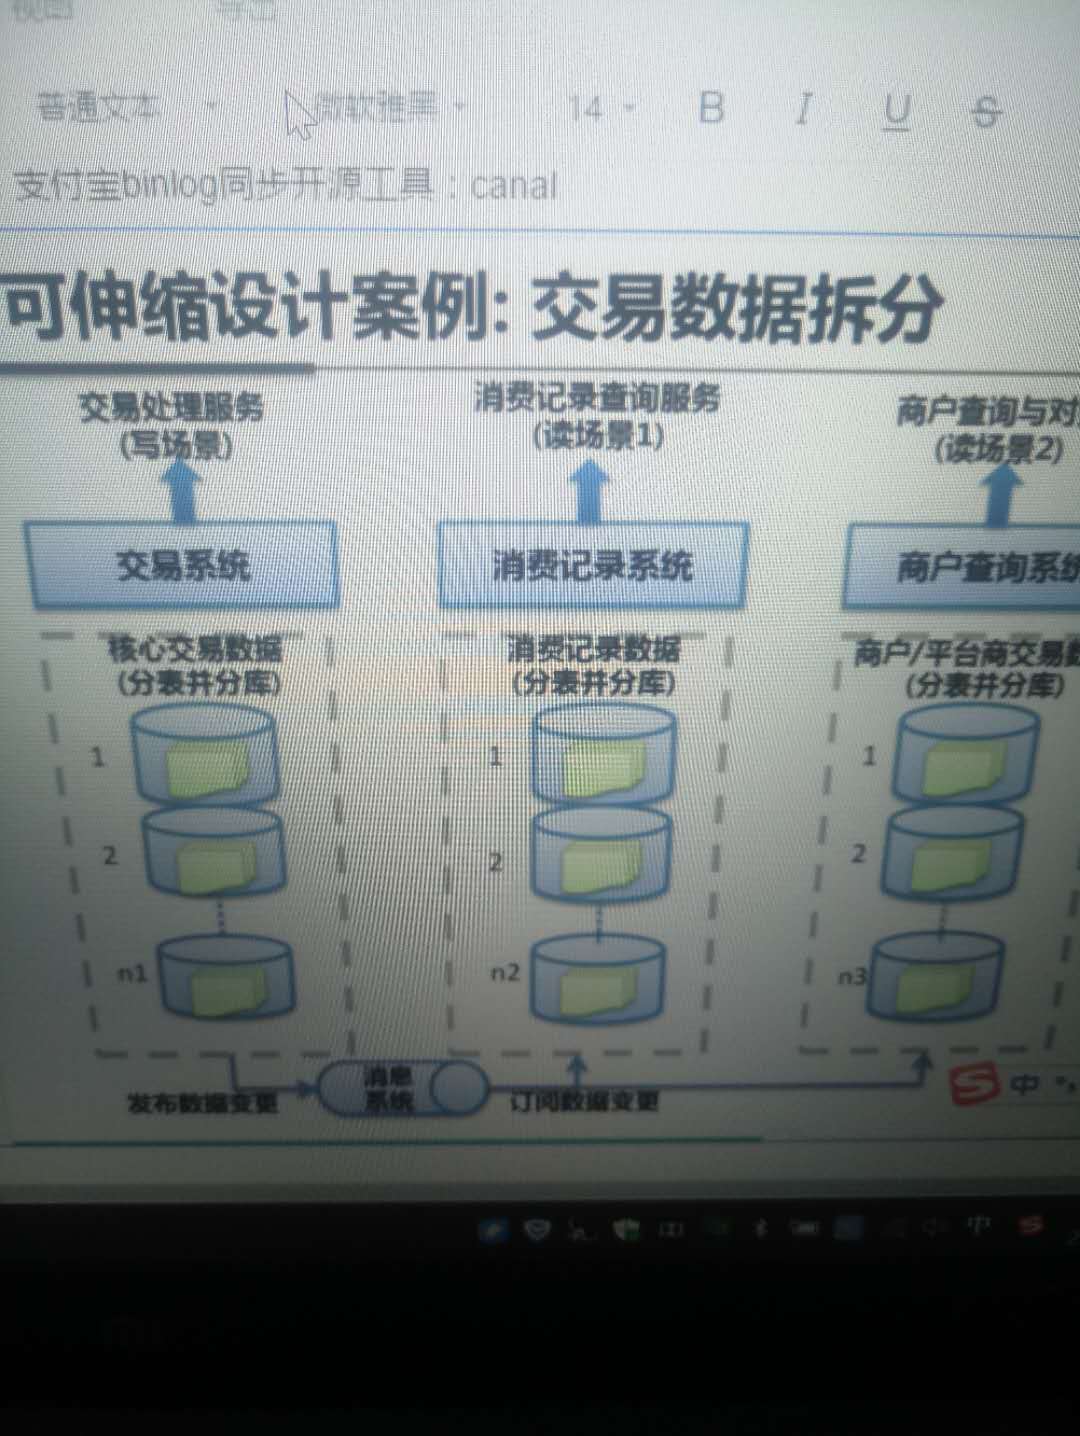 视图 导出
普通文本 微软雅黑 14 B I U S
支付宝binlog同步开源工具：canal
可伸缩设计案例: 交易数据拆分
交易处理服务
(写场景)
消费记录查询服务
(读场景1)
商户查询与对
(读场景2)
交易系统
消费记录系统
商户查询系统
核心交易数据
(分表并分库)
消费记录数据
(分表并分库)
商户/平台商交易数
(分表并分库)
1
1
1
2
2
2
n1
n2
n3
发布数据变更
消息
系统
订阅数据变更
S 中
中 S